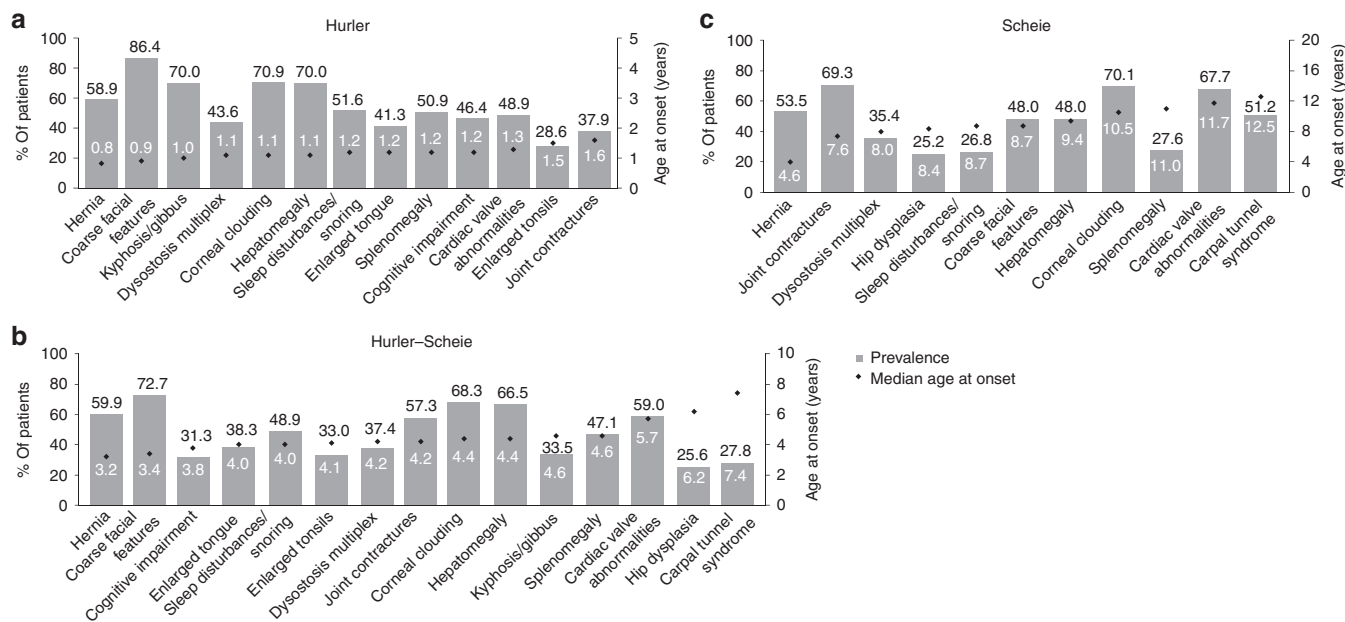 a
Hurler
% Of patients
100
80
60
40
20
0
58.9
86.4
70.0
43.6
70.9
70.0
51.6
41.3
50.9
46.4
48.9
28.6
37.9
0.8
0.9
1.0
1.1
1.1
1.1
1.2
1.2
1.2
1.2
1.3
1.5
1.6
5
4
3
2
1
0
Age at onset (years)
Hernia
Coarse facial
features
Kyphosis/gibbus
Dysostosis multiplex
Corneal clouding
Hepatomegaly
Sleep disturbances/
snoring
Enlarged tongue
Splenomegaly
Cognitive impairment
Cardiac valve
abnormalities
Enlarged tonsils
Joint contractures
c
Scheie
% Of patients
100
80
60
40
20
0
53.5
69.3
35.4
25.2
26.8
48.0
48.0
70.1
27.6
67.7
51.2
4.6
7.6
8.0
8.4
8.7
8.7
9.4
10.5
11.0
11.7
12.5
20
16
12
8
4
0
Age at onset (years)
Hernia
Joint contractures
Dysostosis multiplex
Hip dysplasia
Sleep disturbances/
snoring
Coarse facial
features
Hepatomegaly
Corneal clouding
Splenomegaly
Cardiac valve
abnormalities
Carpal tunnel
syndrome
b
Hurler–Scheie
% Of patients
100
80
60
40
20
0
59.9
72.7
31.3
38.3
48.9
33.0
37.4
57.3
68.3
66.5
33.5
47.1
59.0
25.6
27.8
3.2
3.4
3.8
4.0
4.0
4.1
4.2
4.2
4.4
4.4
4.6
4.6
5.7
6.2
7.4
10
8
6
4
2
0
Age at onset (years)
Hernia
Coarse facial
features
Cognitive impairment
Enlarged tongue
Sleep disturbances/
snoring
Enlarged tonsils
Dysostosis multiplex
Joint contractures
Corneal clouding
Hepatomegaly
Kyphosis/gibbus
Splenomegaly
Cardiac valve
abnormalities
Hip dysplasia
Carpal tunnel
syndrome
Prevalence
Median age at onset